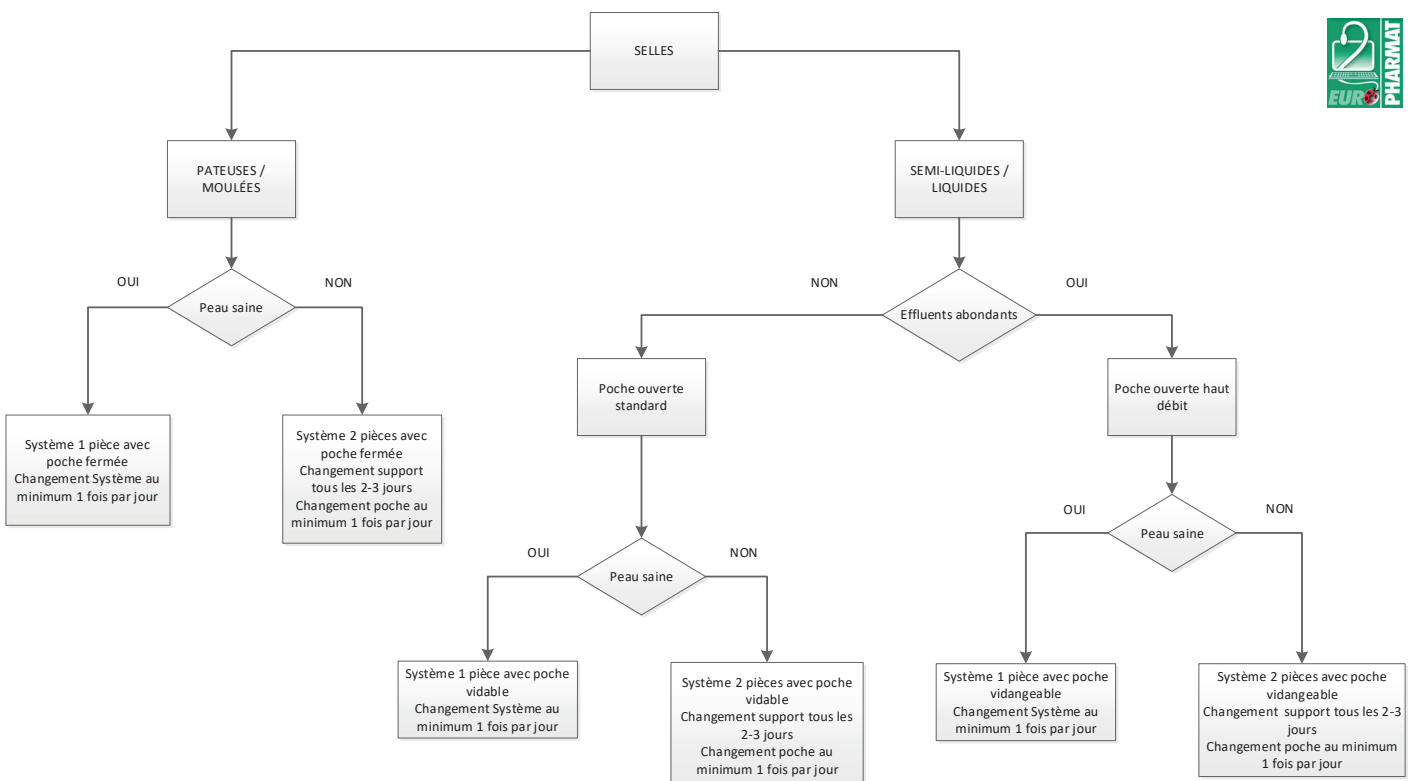 SELLES
EURO
PHARMAT
PATEUSES /
MOULÉES
SEMI-LIQUIDES /
LIQUIDES
OUI
NON
Peau saine
NON
OUI
Effluents abondants
Système 1 pièce avec
poche fermée
Changement Système au
minimum 1 fois par jour
Système 2 pièces avec
poche fermée
Changement support
tous les 2-3 jours
Changement poche au
minimum 1 fois par jour
Poche ouverte
standard
Poche ouverte haut
débit
OUI
NON
Peau saine
OUI
NON
Peau saine
Système 1 pièce avec poche
vidable
Changement Système au
minimum 1 fois par jour
Système 2 pièces avec poche
vidable
Changement support tous les
2-3 jours
Changement poche au
minimum 1 fois par jour
Système 1 pièce avec poche
vidangeable
Changement Système au
minimum 1 fois par jour
Système 2 pièces avec poche
vidangeable
Changement support tous les 2-3
jours
Changement poche au minimum
1 fois par jour